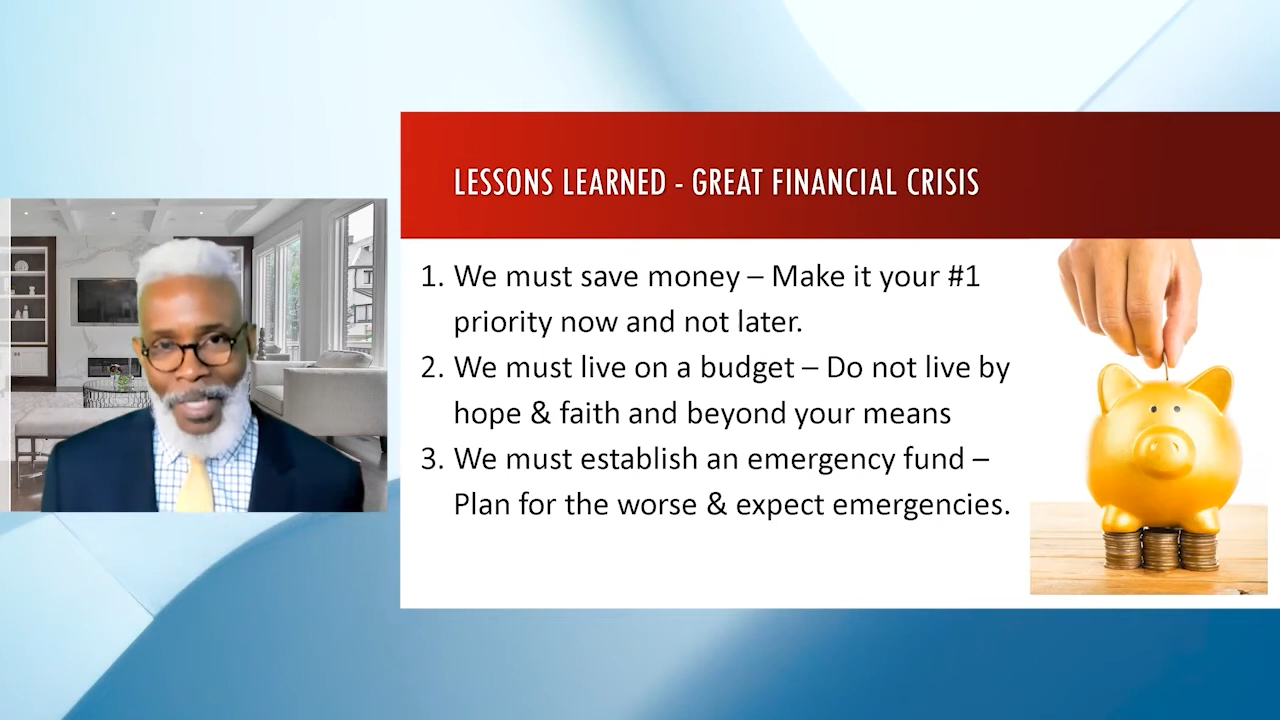 LESSONS LEARNED - GREAT FINANCIAL CRISIS
1. We must save money – Make it your #1
priority now and not later.
2. We must live on a budget – Do not live by
hope & faith and beyond your means
3. We must establish an emergency fund –
Plan for the worse & expect emergencies.